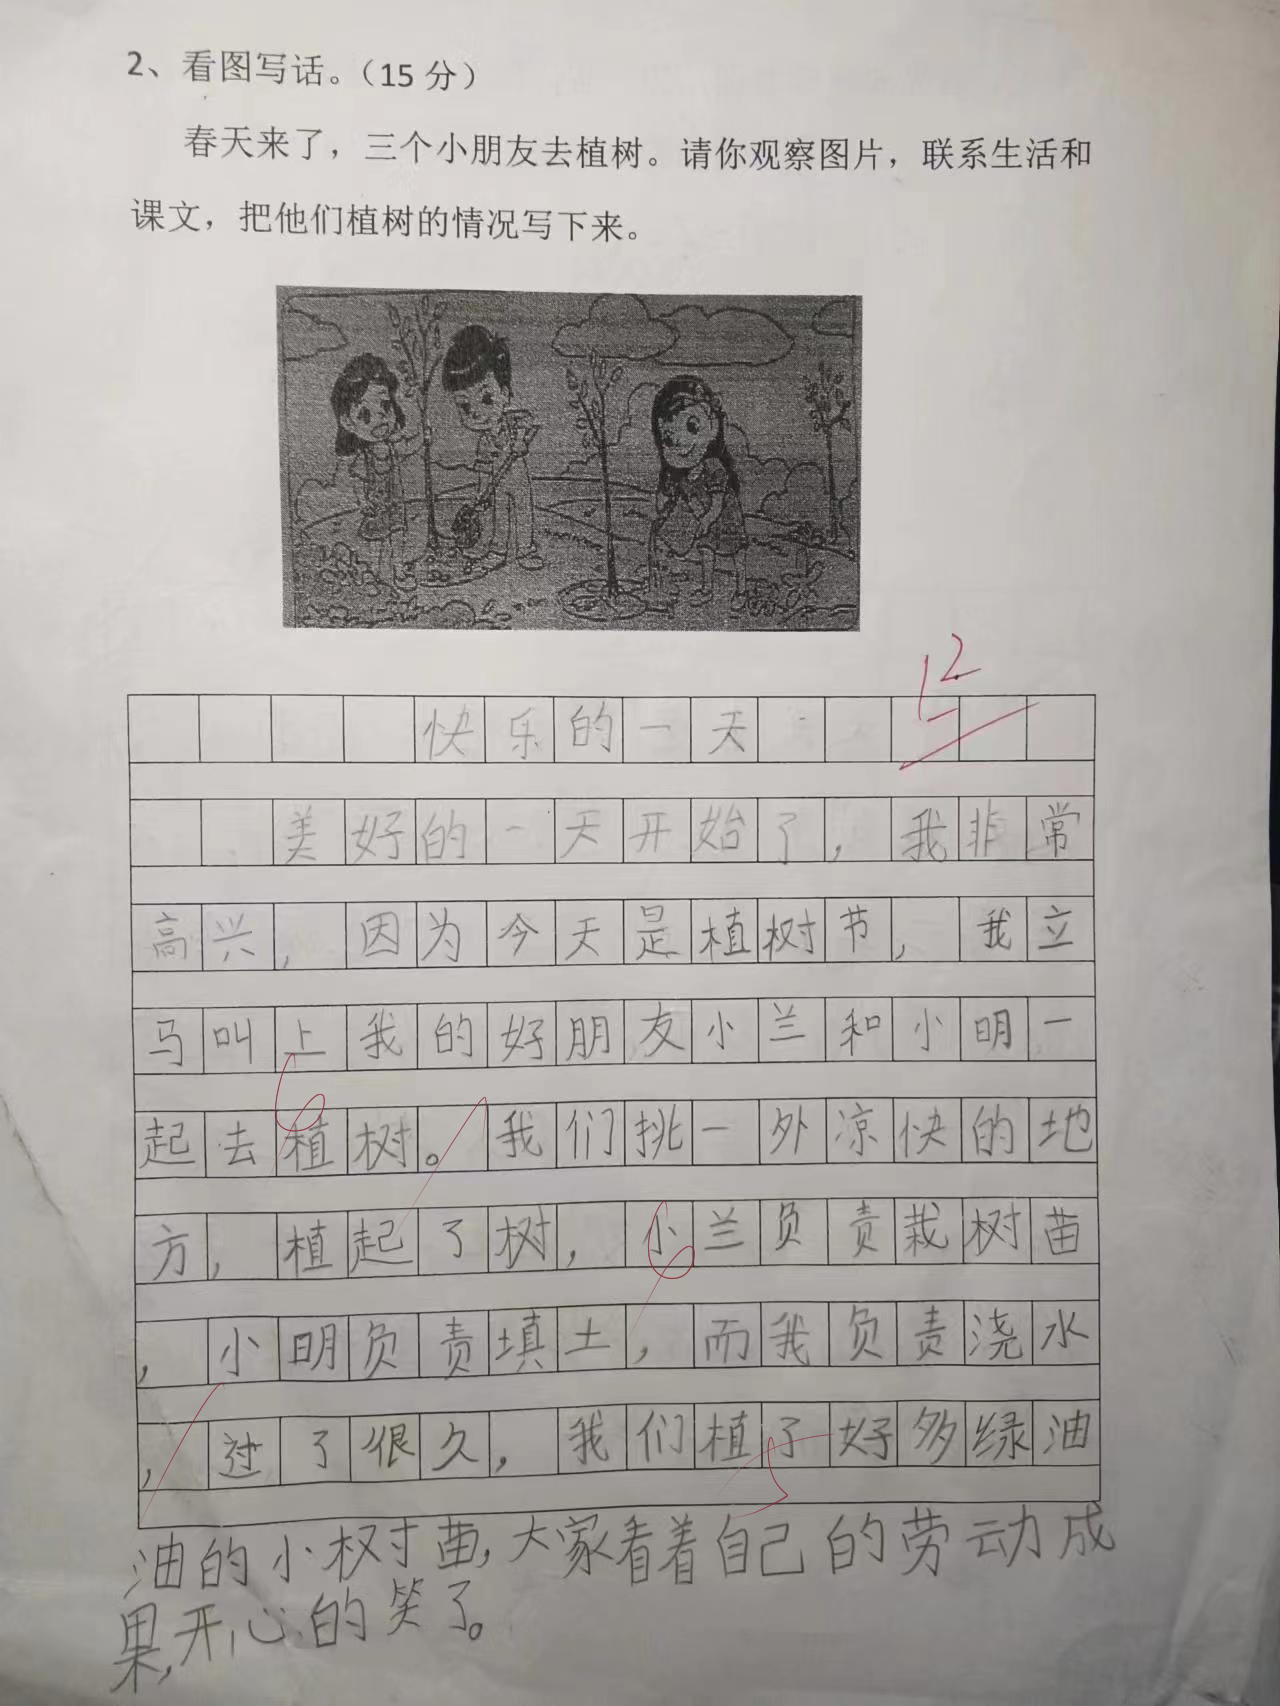 2、看图写话。（15 分）
春天来了，三个小朋友去植树。请你观察图片，联系生活和
课文，把他们植树的情况写下来。
12
快乐的一天
美好的一天开始了，我非常
高兴，因为今天是植树节，我立
马叫上我的好朋友小兰和小明一
起去植树。我们挑一外凉快的地
方，植起了树，小兰负责栽树苗
，小明负责填土，而我负责浇水
，过了很久，我们植了好多绿油
油的小树苗，大家看着自己的劳动成
果，开心的笑了。